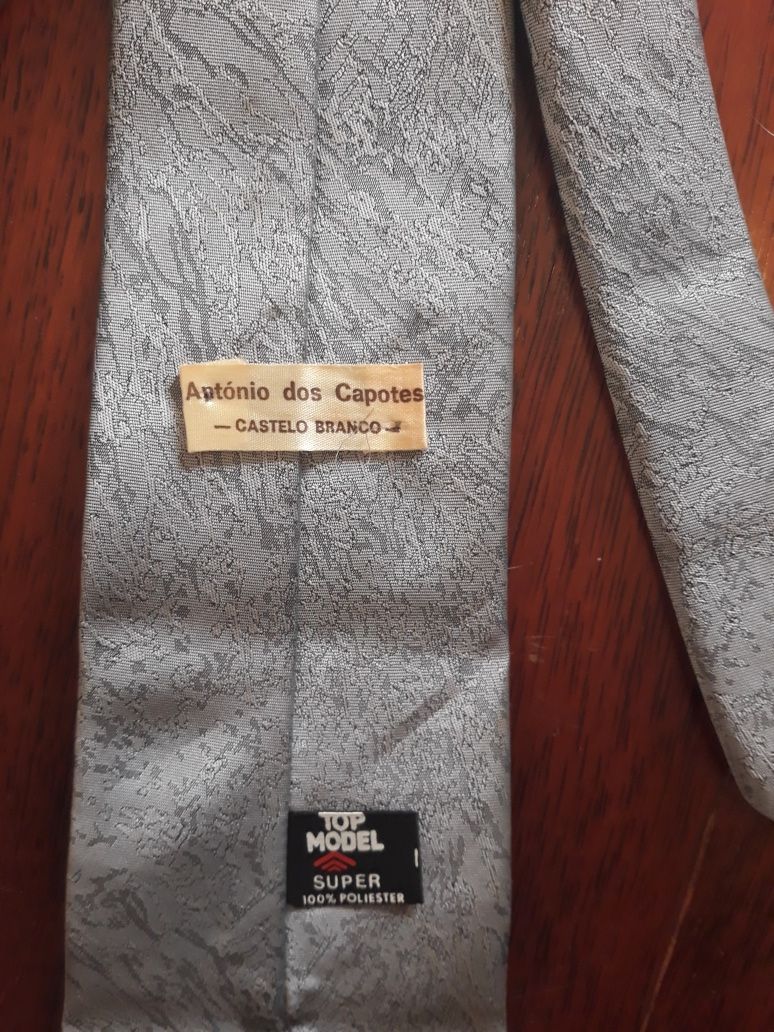 António dos Capotes
— CASTELO BRANCO —
TOP
MODEL
SUPER
100% POLIESTER